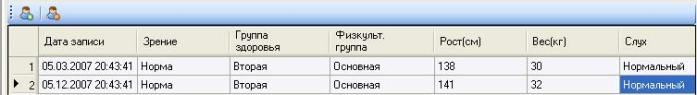 Дата записи Зрение Группа здоровья Физкульт. группа Рост(см) Вес(кг) Слух
1 05.03.2007 20:43:41 Норма Вторая Основная 138 30 Нормальный
2 05.12.2007 20:43:41 Норма Вторая Основная 141 32 Нормальный